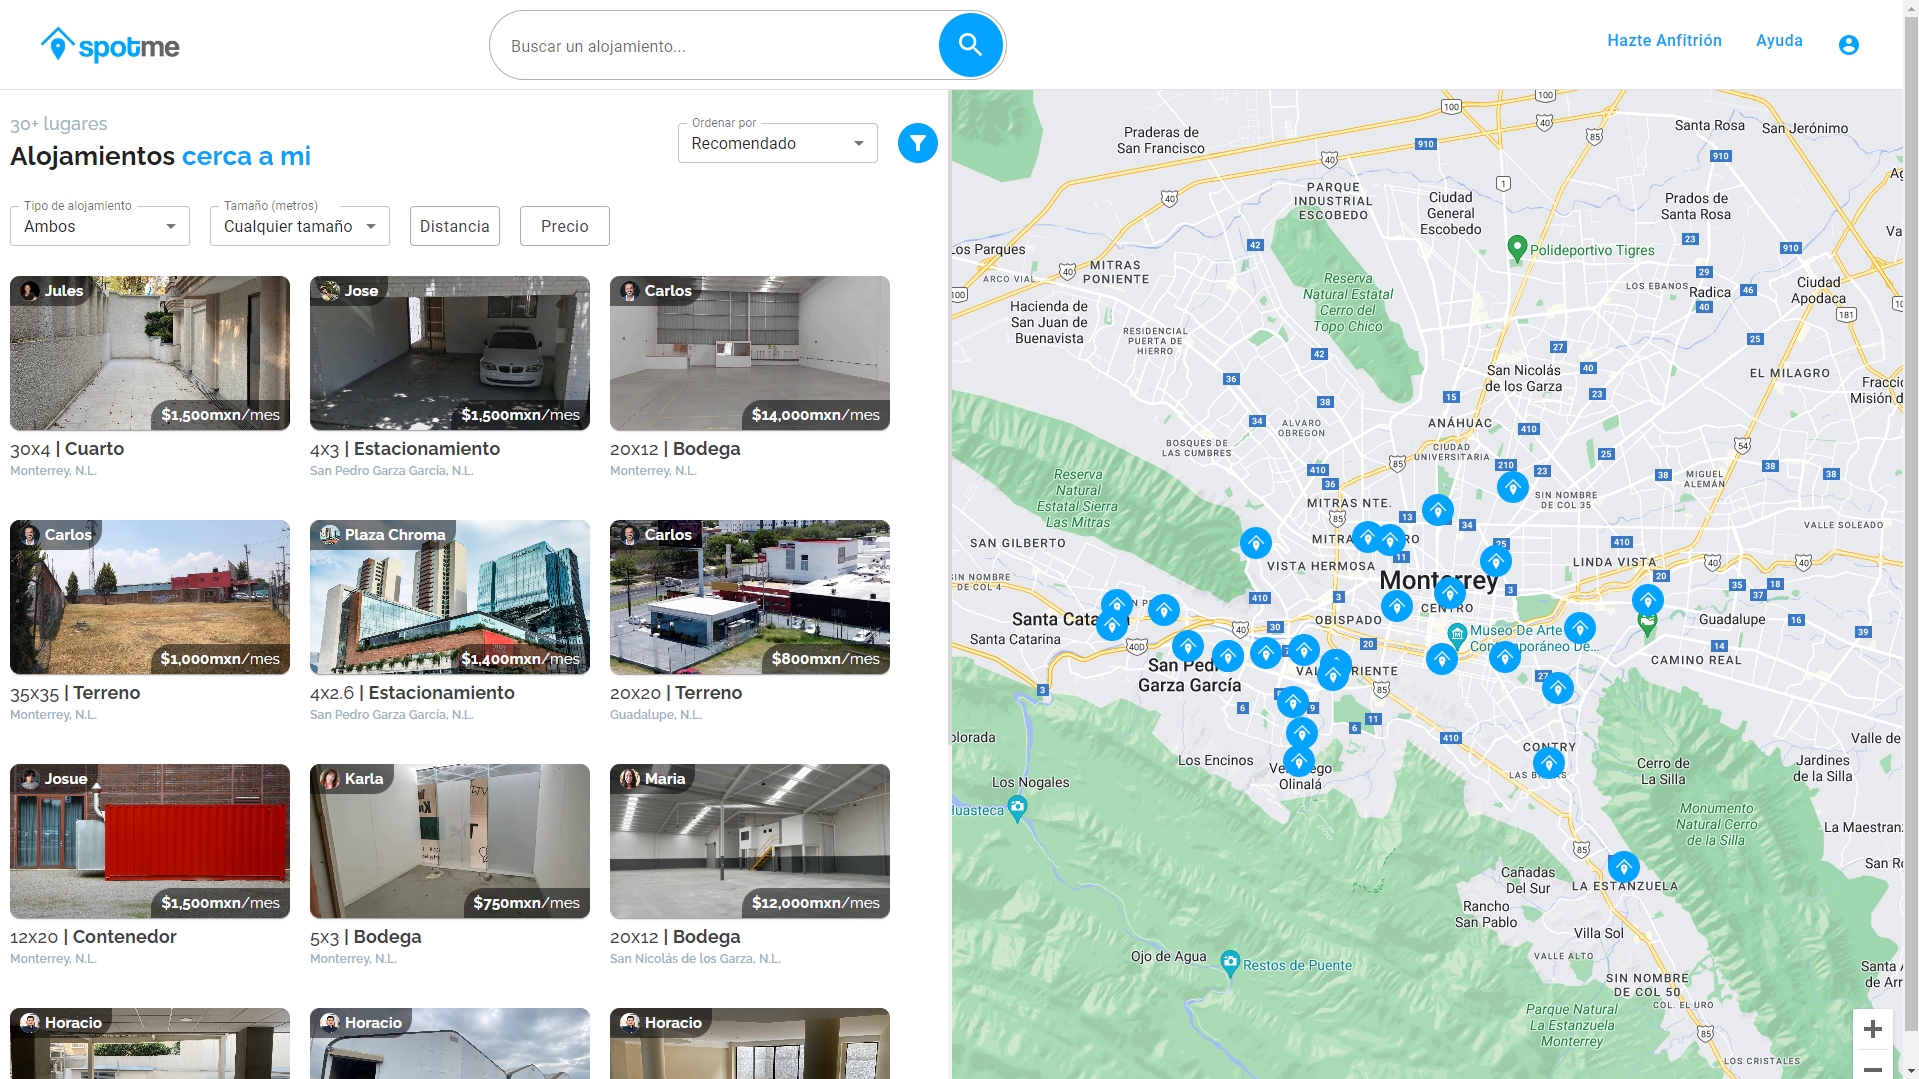 spotme
Buscar un alojamiento...
Hazte Anfitrión
Ayuda
30+ lugares
Alojamientos cerca a mi
Ordenar por
Recomendado
Tipo de alojamiento
Ambos
Tamaño (metros)
Cualquier tamaño
Distancia
Precio
Jules
$1,500mxn/mes
30x4 | Cuarto
Monterrey, N.L.
Jose
$1,500mxn/mes
4x3 | Estacionamiento
San Pedro Garza García, N.L.
Carlos
$14,000mxn/mes
20x12 | Bodega
Monterrey, N.L.
Carlos
$1,000mxn/mes
35x35 | Terreno
Monterrey, N.L.
Plaza Chroma
$1,400mxn/mes
4x2.6 | Estacionamiento
San Pedro Garza García, N.L.
Carlos
$800mxn/mes
20x20 | Terreno
Guadalupe, N.L.
Josue
$1,500mxn/mes
12x20 | Contenedor
Monterrey, N.L.
Karla
$750mxn/mes
5x3 | Bodega
Monterrey, N.L.
Maria
$12,000mxn/mes
20x12 | Bodega
San Nicolás de los Garza, N.L.
Horacio
Horacio
Horacio
Praderas de
San Francisco
Santa Rosa
San Jerónimo
PARQUE
INDUSTRIAL
ESCOBEDO
Ciudad
General
Escobedo
Prados de
Santa Rosa
Los Parques
Polideportivo Tigres
ARCO VIAL
MITRAS
PONIENTE
Reserva
Natural Estatal
Cerro del
Topo Chico
LOS EBANOS
Radica
Ciudad
Apodaca
Hacienda de
San Juan de
Buenavista
RESIDENCIAL
PUERTA DE
HIERRO
San Nicolás
de los Garza
EL MILAGRO
Fracci
Misión d
ANÁHUAC
ALVARO
OBREGON
BOSQUES DE
LAS CUMBRES
CIUDAD
UNIVERSITARIA
MIGUEL
ALEMÁN
Reserva
Natural
Estatal Sierra
Las Mitras
MITRAS NTE.
SIN NOMBRE
DE COL 35
VALLE SOLEADO
SAN GILBERTO
VISTA HERMOSA
LINDA VISTA
Monterrey
CENTRO
SIN NOMBRE
DE COL 4
Santa Cata
Santa Catarina
OBISPADO
Museo De Arte
Contemporáneo De...
Guadalupe
CAMINO REAL
San Ped
Garza García
VAL
RIENTE
olorada
Los Encinos
Olinalá
CONTRY
Cerro de
La Silla
Valle de
Jardines
de la Silla
Los Nogales
Huasteca
Monumento
Natural Cerro
de la Silla
La Maestran
San R
Cañadas
Del Sur
LA ESTANZUELA
Rancho
San Pablo
Villa Sol
VALLE ALTO
Ojo de Agua
Restos de Puente
SIN NOMBRE
DE COL 50
COL. EL URO
Santa
de Arr
Parque Natural
La Estanzuela
Monterrey
LOS CRISTALES